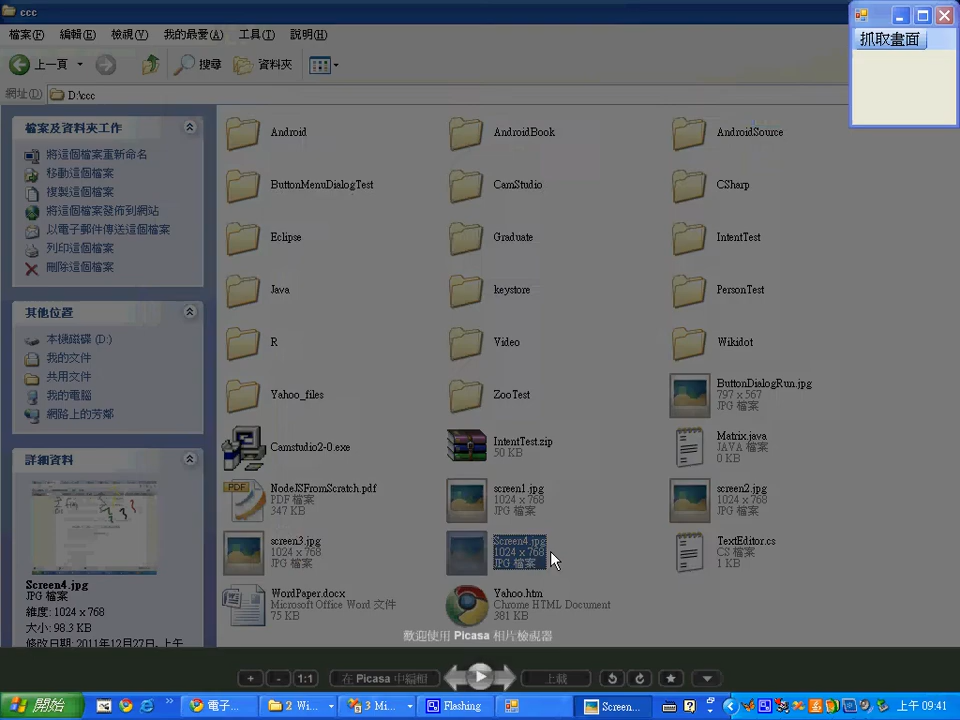 ccc
檔案(F) 編輯(E) 檢視(V) 我的最愛(A) 工具(T) 說明(H)
抓取畫面
上一頁 搜尋 資料夾
網址(D) D:\ccc
檔案及資料夾工作
將這個檔案重新命名
移動這個檔案
複製這個檔案
將這個檔案發佈到網站
以電子郵件傳送這個檔案
列印這個檔案
刪除這個檔案
其他位置
本機磁碟 (D:)
我的文件
共用文件
我的電腦
網路上的芳鄰
詳細資料
Screen4.jpg
JPG 檔案
維度: 1024 x 768
大小: 98.3 KB
修改日期: 2011年12月27日, 上午
Android AndroidBook AndroidSource
ButtonMenuDialogTest CamStudio CSharp
Eclipse Graduate IntentTest
Java keystore PersonTest
R Video Wikidot
Yahoo_files ZooTest
ButtonDialogRun.jpg
797 x 567
JPG 檔案
Camstudio2-0.exe
IntentTest.zip
50 KB
Matrix.java
JAVA 檔案
0 KB
NodeJSFromScratch.pdf
PDF 檔案
347 KB
screen1.jpg
1024 x 768
JPG 檔案
screen2.jpg
1024 x 768
JPG 檔案
screen3.jpg
1024 x 768
JPG 檔案
Screen4.jpg
1024 x 768
JPG 檔案
TextEditor.cs
CS 檔案
1 KB
WordPaper.docx
Microsoft Office Word 文件
75 KB
Yahoo.htm
Chrome HTML Document
381 KB
歡迎使用 Picasa 相片檢視器
+ - 1:1 在 Picasa 中編輯 上載
開始 電子... 2 Wi... 3 Mi... Flashing Screen... 上午 09:41